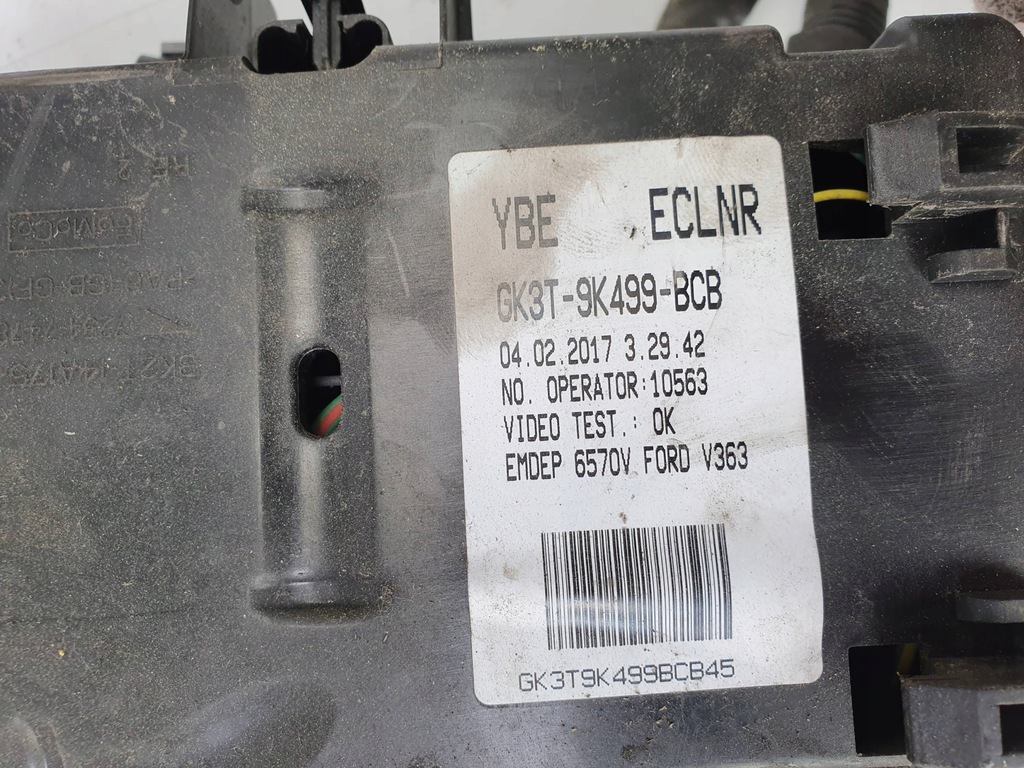 YBE ECLNR
GK3T-9K499-BCB
04.02.2017 3.29.42
NO. OPERATOR:10563
VIDEO TEST.: OK
EMDEP 6570V FORD V363
GK3T9K499BCB45
FoMoCo